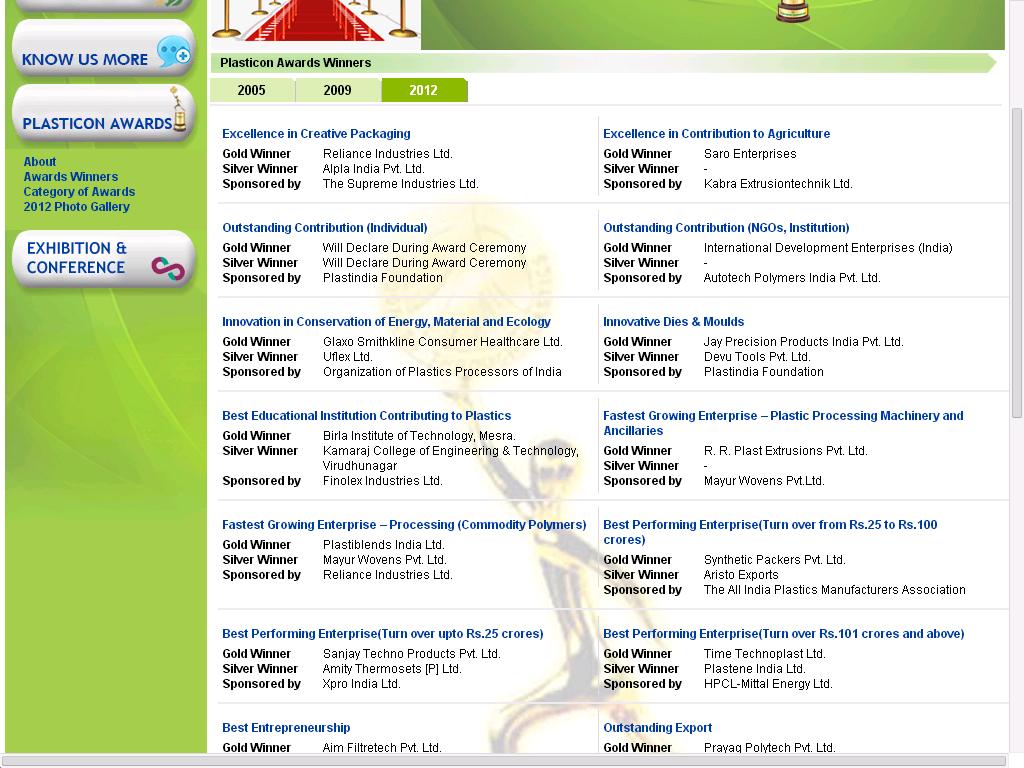 KNOW US MORE
PLASTICON AWARDS
About
Awards Winners
Category of Awards
2012 Photo Gallery
EXHIBITION &
CONFERENCE
Plasticon Awards Winners
2005 2009 2012
Excellence in Creative Packaging
Gold Winner Reliance Industries Ltd.
Silver Winner Alpla India Pvt. Ltd.
Sponsored by The Supreme Industries Ltd.
Excellence in Contribution to Agriculture
Gold Winner Saro Enterprises
Silver Winner -
Sponsored by Kabra Extrusiontechnik Ltd.
Outstanding Contribution (Individual)
Gold Winner Will Declare During Award Ceremony
Silver Winner Will Declare During Award Ceremony
Sponsored by Plastindia Foundation
Outstanding Contribution (NGOs, Institution)
Gold Winner International Development Enterprises (India)
Silver Winner -
Sponsored by Autotech Polymers India Pvt. Ltd.
Innovation in Conservation of Energy, Material and Ecology
Gold Winner Glaxo Smithkline Consumer Healthcare Ltd.
Silver Winner Uflex Ltd.
Sponsored by Organization of Plastics Processors of India
Innovative Dies & Moulds
Gold Winner Jay Precision Products India Pvt. Ltd.
Silver Winner Devu Tools Pvt. Ltd.
Sponsored by Plastindia Foundation
Best Educational Institution Contributing to Plastics
Gold Winner Birla Institute of Technology, Mesra.
Silver Winner Kamaraj College of Engineering & Technology,
Virudhunagar
Sponsored by Finolex Industries Ltd.
Fastest Growing Enterprise – Plastic Processing Machinery and
Ancillaries
Gold Winner R. R. Plast Extrusions Pvt. Ltd.
Silver Winner -
Sponsored by Mayur Wovens Pvt.Ltd.
Fastest Growing Enterprise – Processing (Commodity Polymers)
Gold Winner Plastiblends India Ltd.
Silver Winner Mayur Wovens Pvt. Ltd.
Sponsored by Reliance Industries Ltd.
Best Performing Enterprise(Turn over from Rs.25 to Rs.100
crores)
Gold Winner Synthetic Packers Pvt. Ltd.
Silver Winner Aristo Exports
Sponsored by The All India Plastics Manufacturers Association
Best Performing Enterprise(Turn over upto Rs.25 crores)
Gold Winner Sanjay Techno Products Pvt. Ltd.
Silver Winner Amity Thermosets [P] Ltd.
Sponsored by Xpro India Ltd.
Best Performing Enterprise(Turn over Rs.101 crores and above)
Gold Winner Time Technoplast Ltd.
Silver Winner Plastene India Ltd.
Sponsored by HPCL-Mittal Energy Ltd.
Best Entrepreneurship
Gold Winner Aim Filtretech Pvt. Ltd.
Outstanding Export
Gold Winner Prayag Polytech Pvt. Ltd.